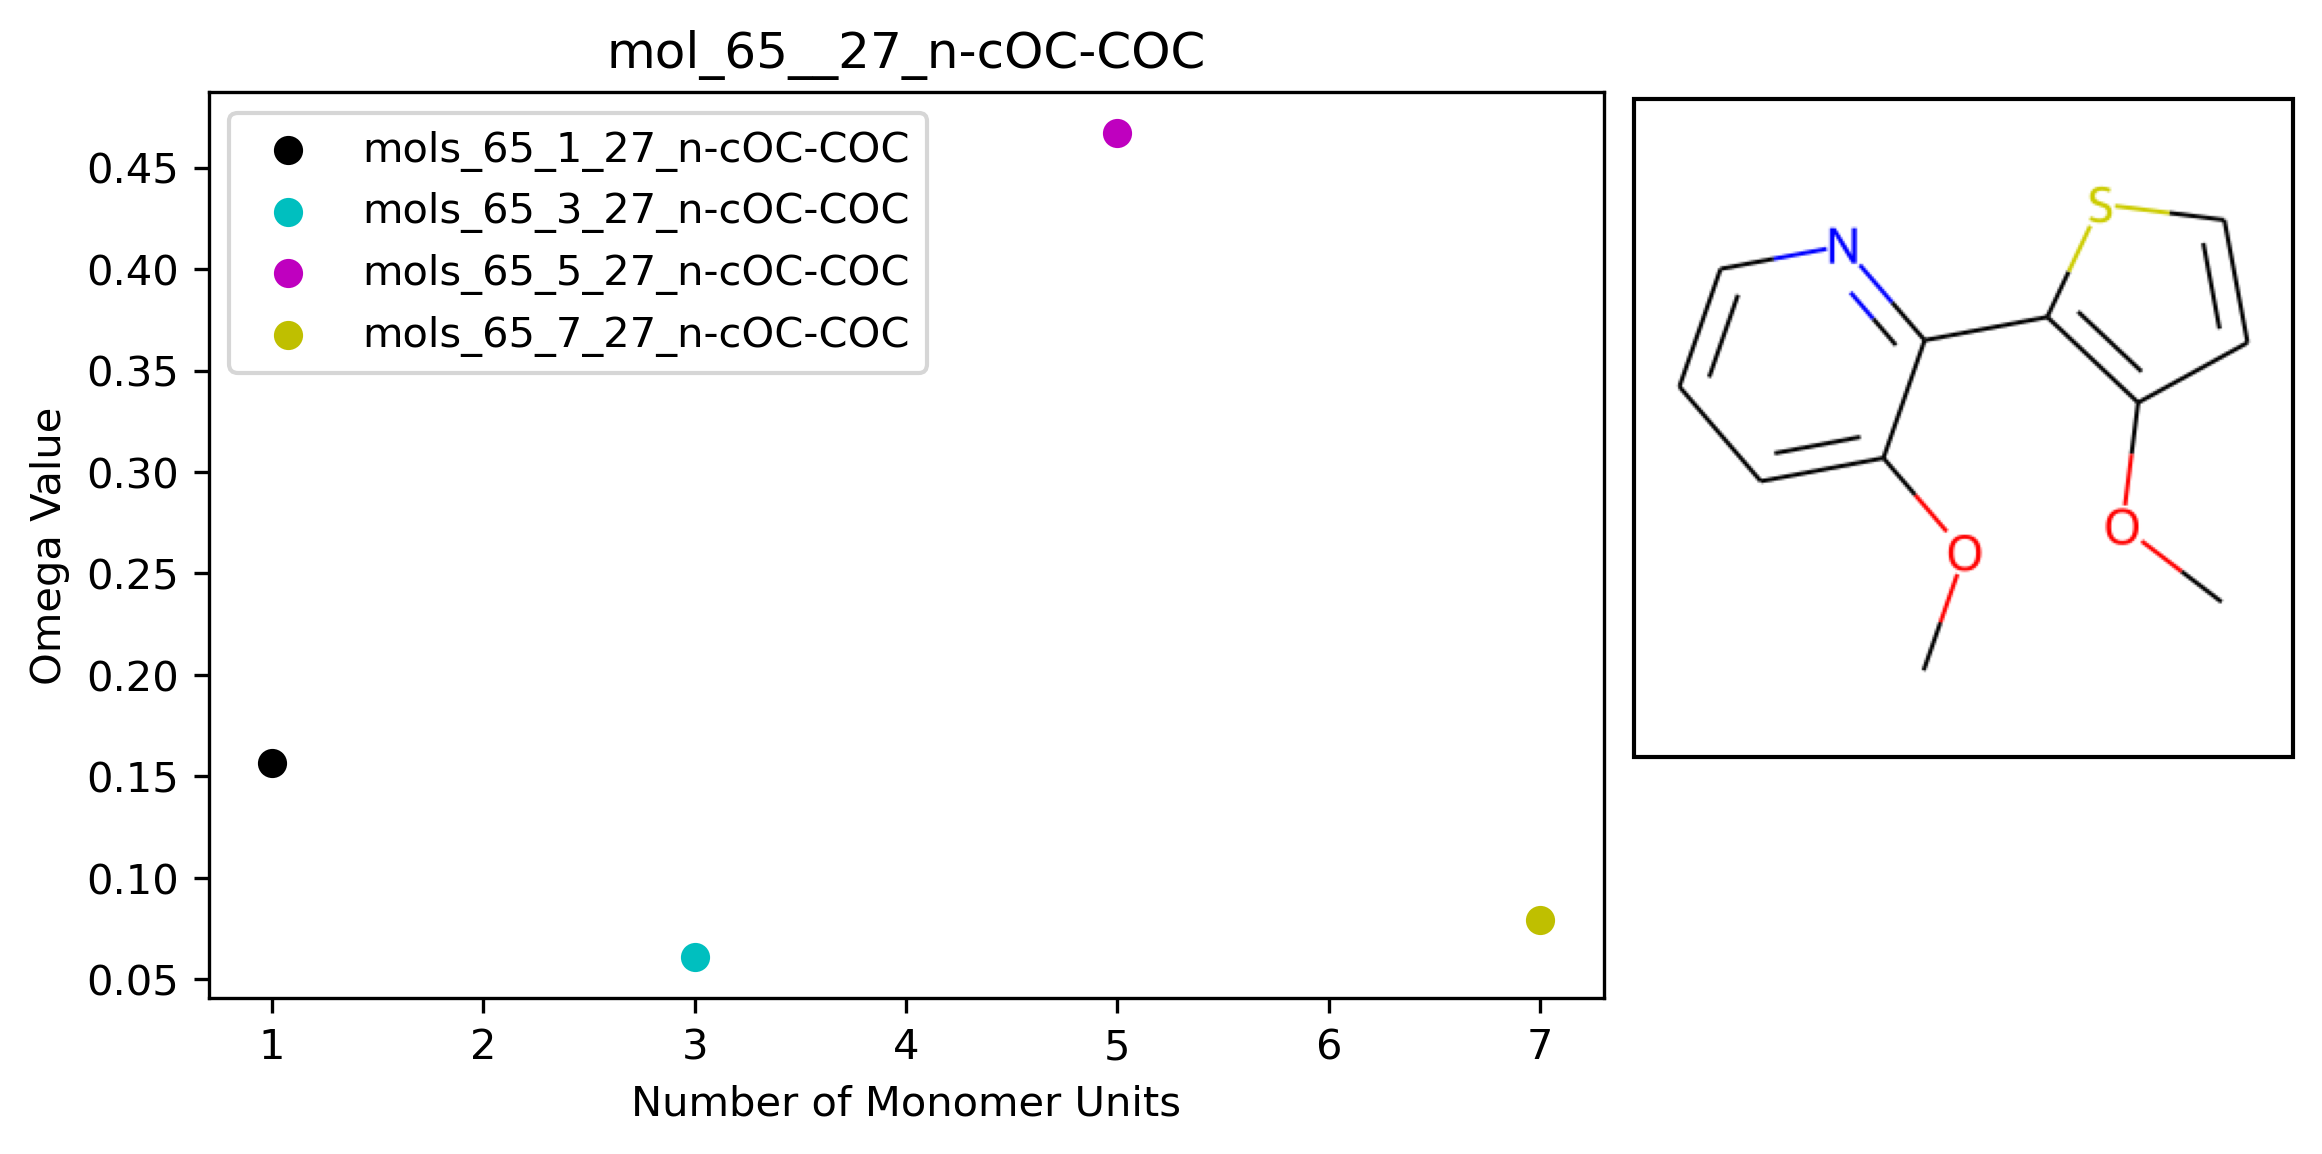 mol_65__27_n-cOC-COC
mols_65_1_27_n-cOC-COC
mols_65_3_27_n-cOC-COC
mols_65_5_27_n-cOC-COC
mols_65_7_27_n-cOC-COC
Omega Value
0.45
0.40
0.35
0.30
0.25
0.20
0.15
0.10
0.05
1 2 3 4 5 6 7
Number of Monomer Units
S
N
O
O